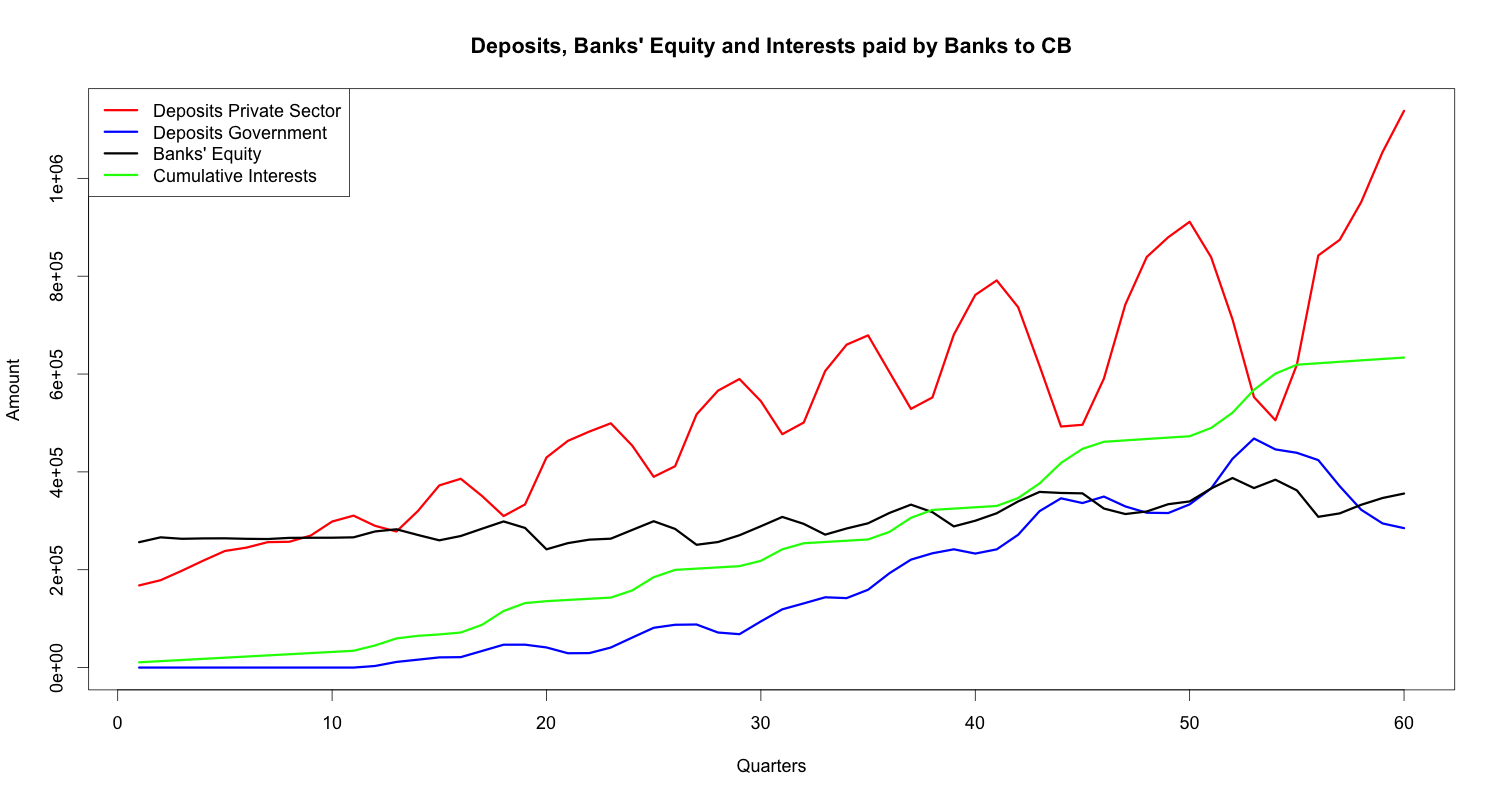 Deposits, Banks' Equity and Interests paid by Banks to CB
Deposits Private Sector
Deposits Government
Banks' Equity
Cumulative Interests
Amount
1e+06
8e+05
6e+05
4e+05
2e+05
0e+00
0 10 20 30 40 50 60
Quarters